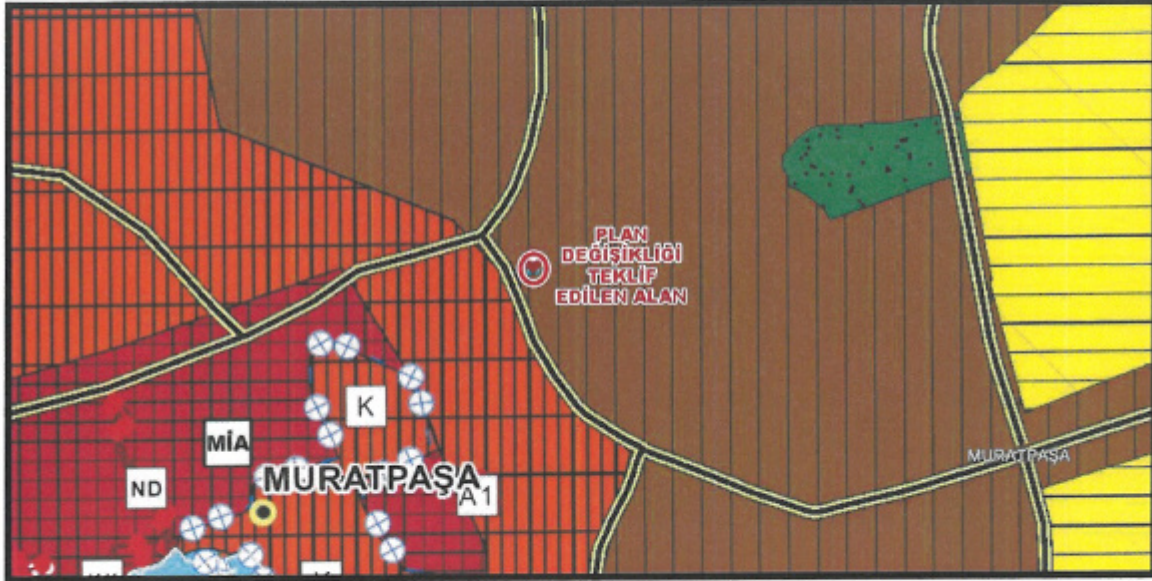 PLAN
DEĞİŞİKLİĞİ
TEKLİF
EDİLEN ALAN
K
MİA
MURATPAŞA
MURATPAŞA
ND
A1